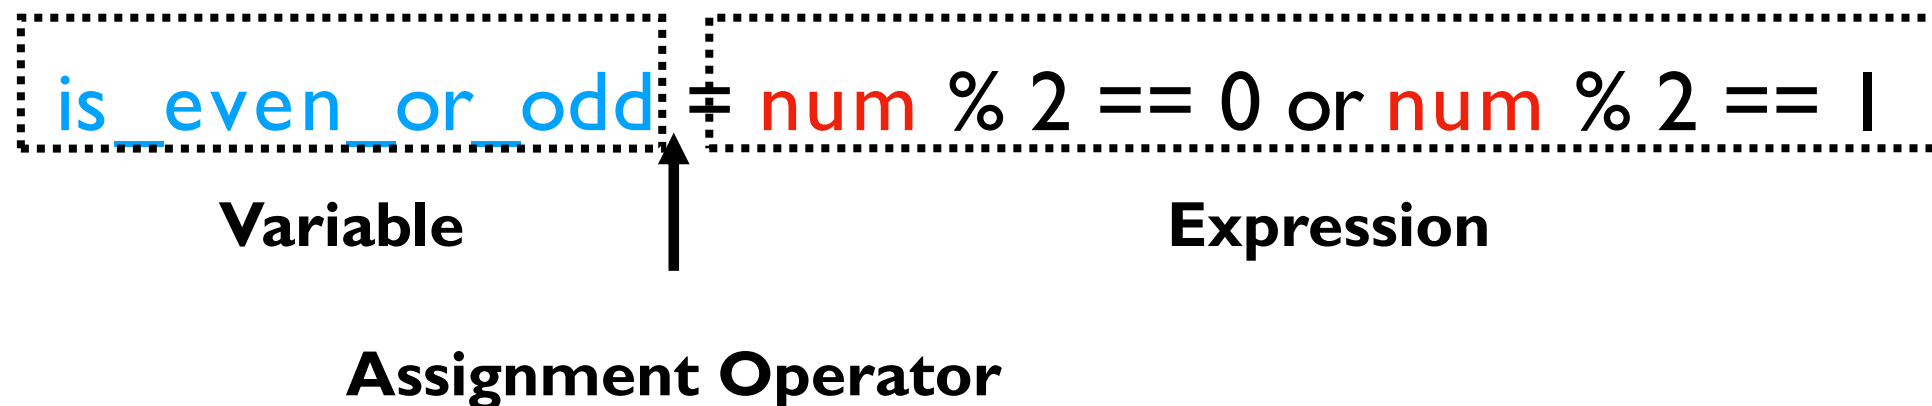 is_even_or_odd = num % 2 == 0 or num % 2 == 1
Variable Expression
Assignment Operator